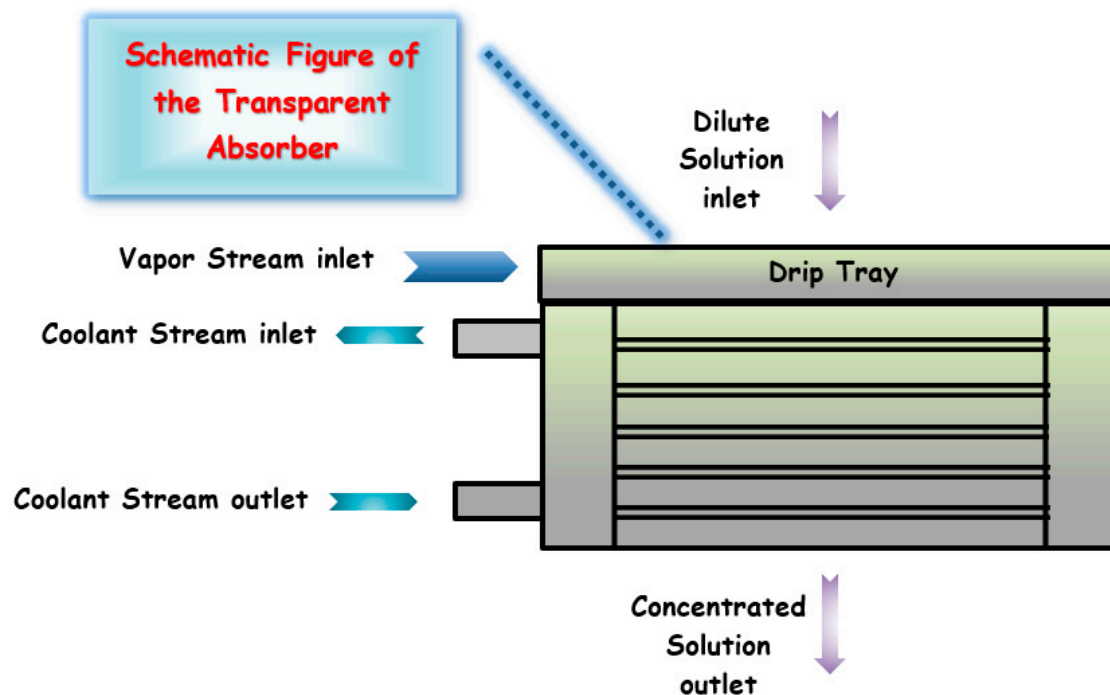 Schematic Figure of
the Transparent
Absorber
Dilute
Solution
inlet
Vapor Stream inlet
Drip Tray
Coolant Stream inlet
Coolant Stream outlet
Concentrated
Solution
outlet